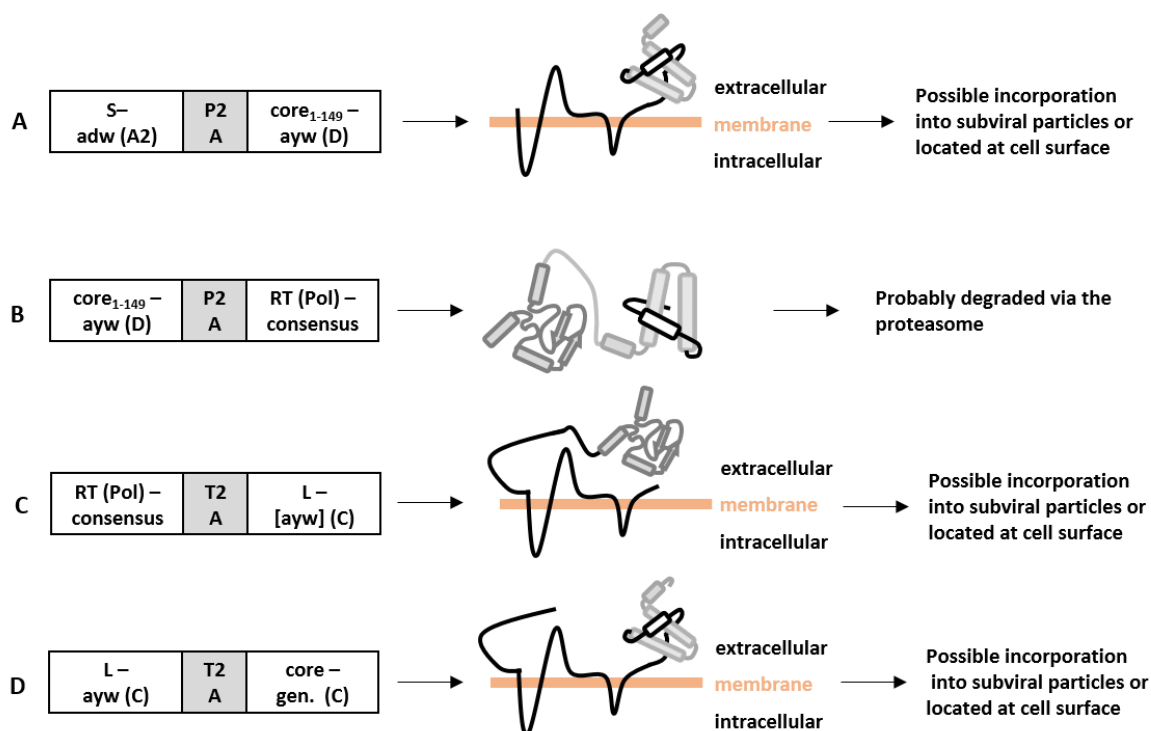 A
S–
adw (A2)
P2
A
core1-149 –
ayw (D)
extracellular
membrane
intracellular
Possible incorporation
into subviral particles or
located at cell surface
B
core1-149 –
ayw (D)
P2
A
RT (Pol) –
consensus
Probably degraded via the
proteasome
C
RT (Pol) –
consensus
T2
A
L –
[ayw] (C)
extracellular
membrane
intracellular
Possible incorporation
into subviral particles or
located at cell surface
D
L –
ayw (C)
T2
A
core –
gen. (C)
extracellular
membrane
intracellular
Possible incorporation
into subviral particles or
located at cell surface